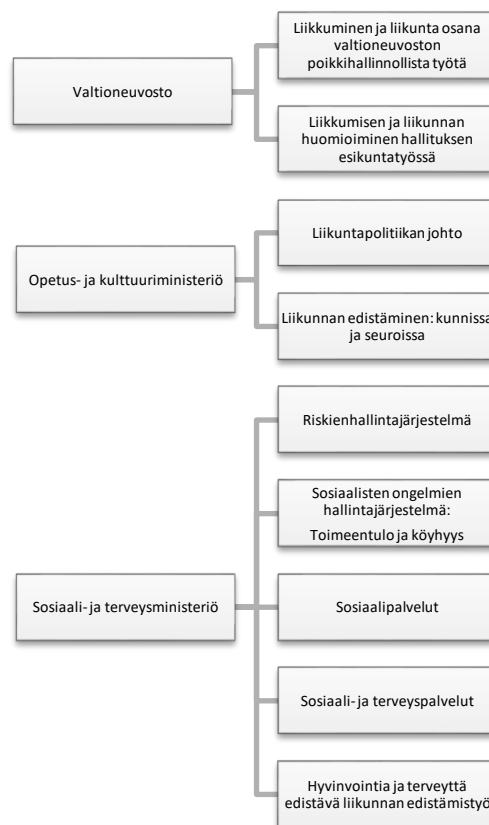 Valtioneuvosto
Liikkuminen ja liikunta osana
valtioneuvoston
poikkihallinnollista työtä
Liikkumisen ja liikunnan
huomioiminen hallituksen
esikuntatyössä
Opetus- ja kulttuuriministeriö
Liikuntapolitiikan johto
Liikunnan edistäminen: kunnissa
ja seuroissa
Sosiaali- ja terveysministeriö
Riskienhallintajärjestelmä
Sosiaalisten ongelmien
hallintajärjestelmä:
Toimeentulo ja köyhyys
Sosiaalipalvelut
Sosiaali- ja terveyspalvelut
Hyvinvointia ja terveyttä
edistävä liikunnan edistämistyö